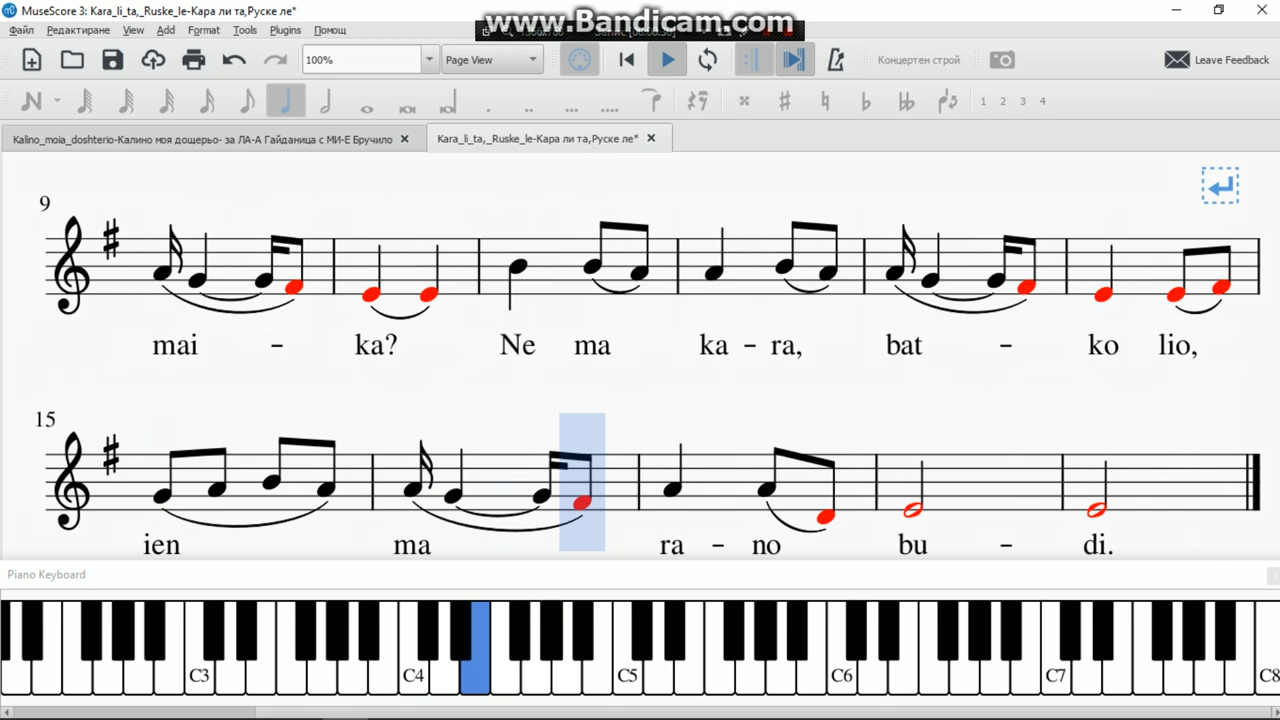 MuseScore 3: Kara_li_ta,_Ruske_le-Кара ли та,Руске ле*
www.Bandicam.com
Файл Редактиране View Add Format Tools Plugins Помощ
100% Page View Концертен строй Leave Feedback
1 2 3 4
Kalino_moia_doshterio-Калино моя дощерьо- за ЛА-А Гайданица с МИ-Е Бручило Kara_li_ta,_Ruske_le-Кара ли та,Руске ле*
9
mai - ka? Ne ma ka - ra, bat - ko lio,
15
ien ma ra - no bu - di.
Piano Keyboard
C3 C4 C5 C6 C7 C8